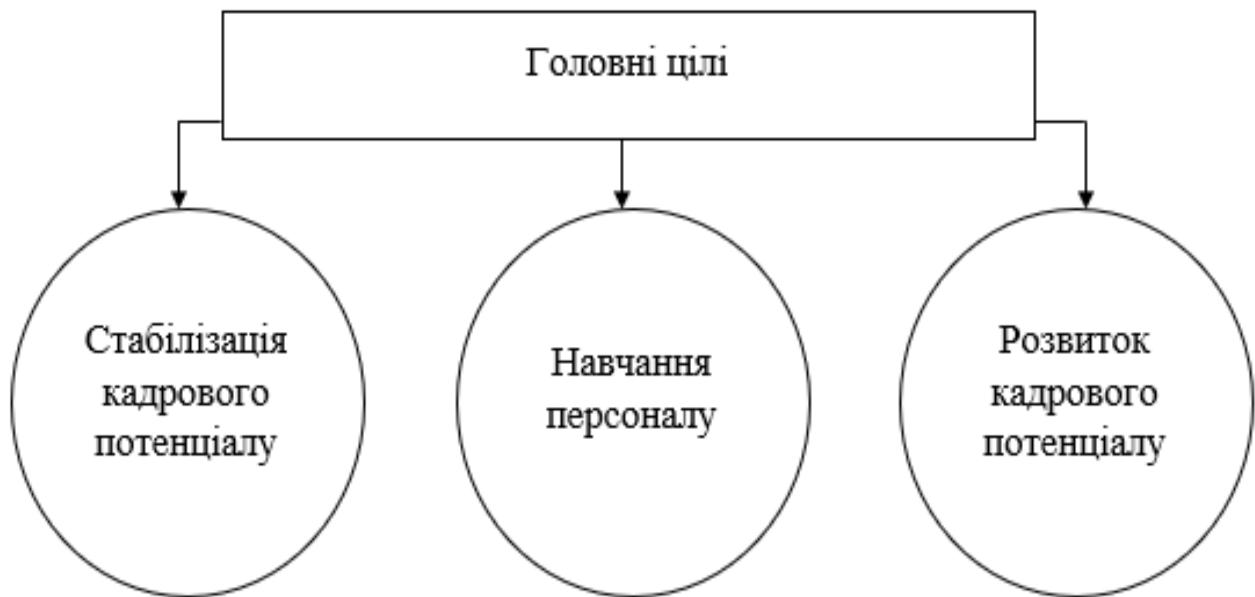 Головні цілі
Стабілізація
кадрового
потенціалу
Навчання
персоналу
Розвиток
кадрового
потенціалу